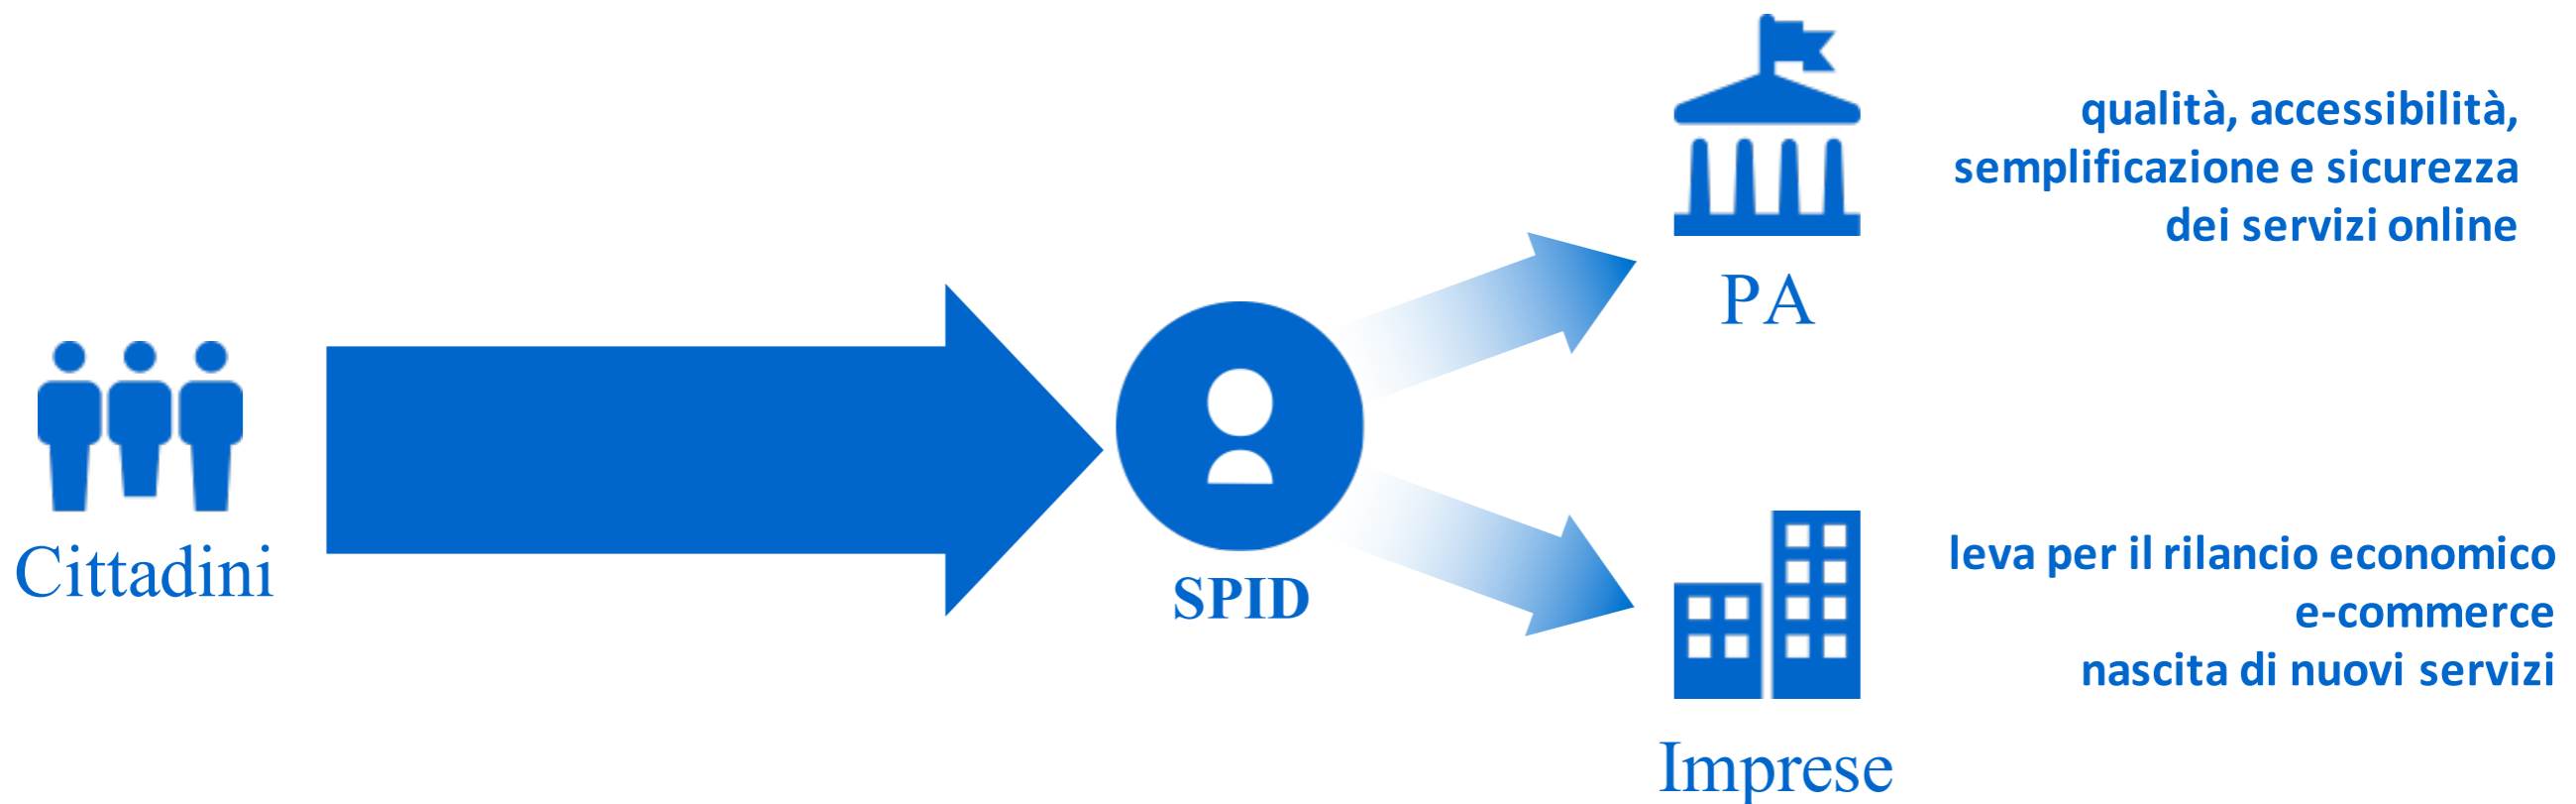 qualità, accessibilità,
semplificazione e sicurezza
dei servizi online
PA
Cittadini
SPID
leva per il rilancio economico
e-commerce
nascita di nuovi servizi
Imprese